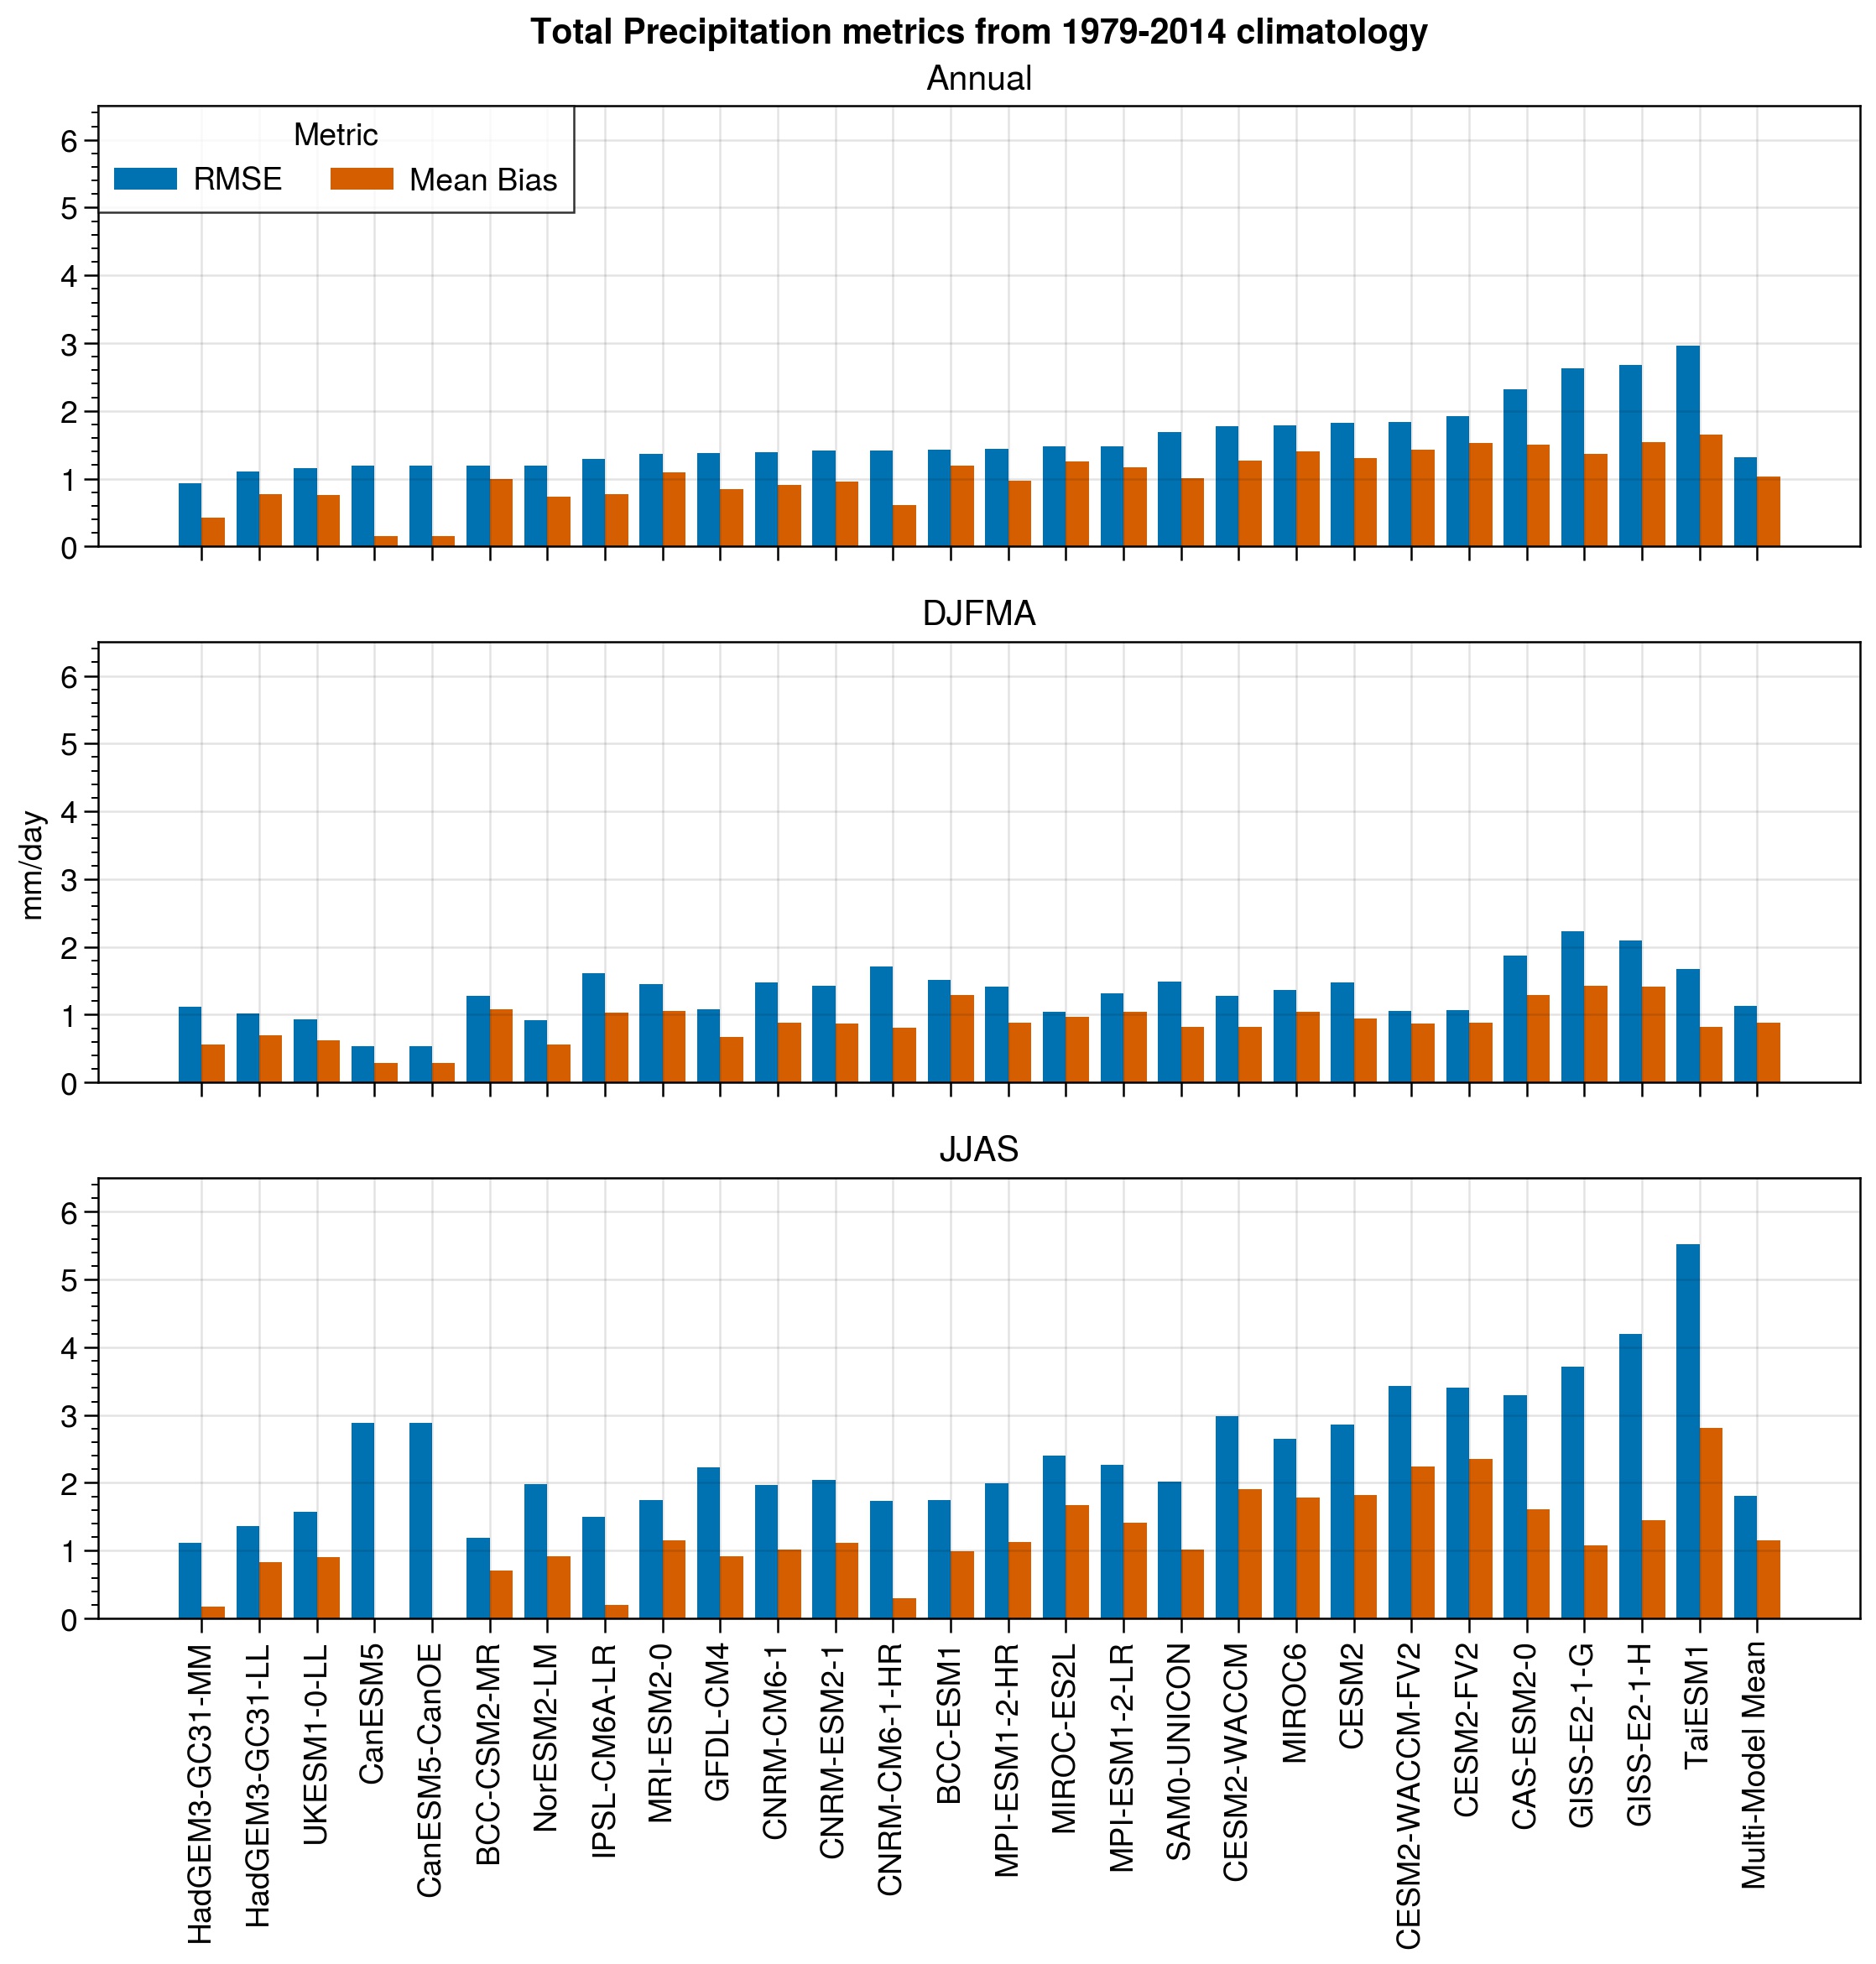 Total Precipitation metrics from 1979-2014 climatology
Annual
Metric
RMSE
Mean Bias
6
5
4
3
2
1
0
DJFMA
6
5
4
3
2
1
0
mm/day
JJAS
6
5
4
3
2
1
0
HadGEM3-GC31-MM
HadGEM3-GC31-LL
UKESM1-0-LL
CanESM5
CanESM5-CanOE
BCC-CSM2-MR
NorESM2-LM
IPSL-CM6A-LR
MRI-ESM2-0
GFDL-CM4
CNRM-CM6-1
CNRM-ESM2-1
CNRM-CM6-1-HR
BCC-ESM1
MPI-ESM1-2-HR
MIROC-ES2L
MPI-ESM1-2-LR
SAM0-UNICON
CESM2-WACCM
MIROC6
CESM2
CESM2-WACCM-FV2
CESM2-FV2
CAS-ESM2-0
GISS-E2-1-G
GISS-E2-1-H
TaiESM1
Multi-Model Mean